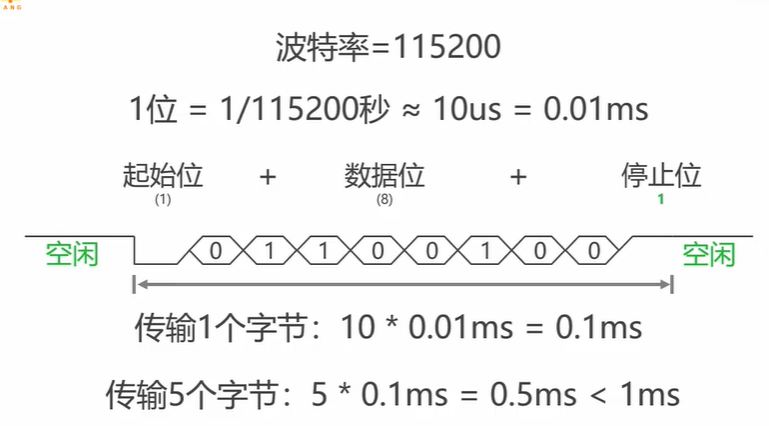 ANG
波特率=115200
1位 = 1/115200秒 ≈ 10us = 0.01ms
起始位 + 数据位 + 停止位
(1) (8) 1
空闲 0 1 1 0 0 1 0 0 空闲
传输1个字节：10 * 0.01ms = 0.1ms
传输5个字节：5 * 0.1ms = 0.5ms < 1ms